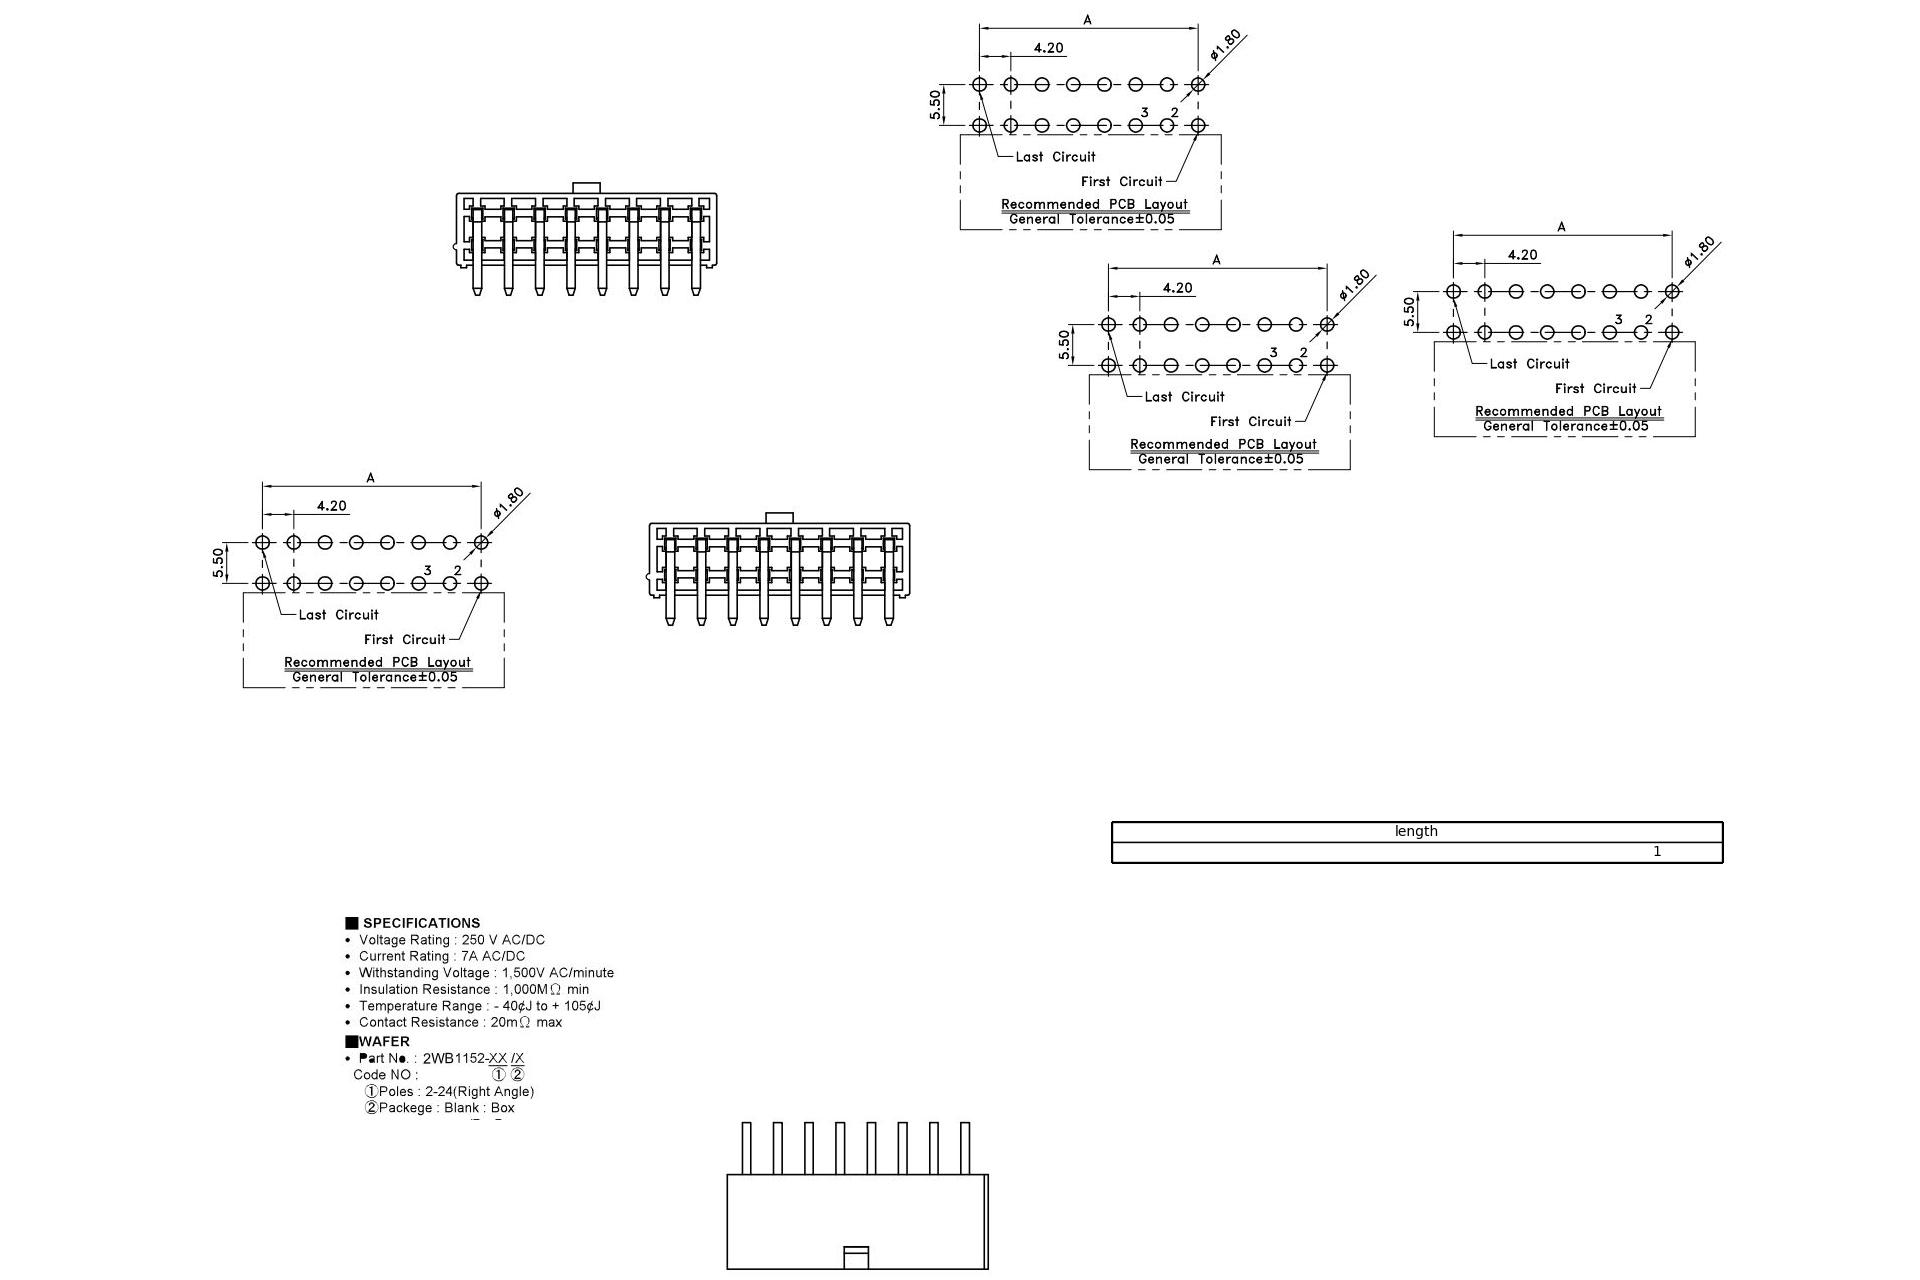 A
4.20
ø1.80
5.50
3 2
Last Circuit
First Circuit
Recommended PCB Layout
General Tolerance±0.05
A
4.20
ø1.80
5.50
3 2
Last Circuit
First Circuit
Recommended PCB Layout
General Tolerance±0.05
A
4.20
ø1.80
5.50
3 2
Last Circuit
First Circuit
Recommended PCB Layout
General Tolerance±0.05
A
4.20
ø1.80
5.50
3 2
Last Circuit
First Circuit
Recommended PCB Layout
General Tolerance±0.05
length
1
■ SPECIFICATIONS
• Voltage Rating : 250 V AC/DC
• Current Rating : 7A AC/DC
• Withstanding Voltage : 1,500V AC/minute
• Insulation Resistance : 1,000MΩ min
• Temperature Range : - 40¢J to + 105¢J
• Contact Resistance : 20mΩ max
■WAFER
• Part No. : 2WB1152-XX /X
Code NO : ① ②
①Poles : 2-24(Right Angle)
②Packege : Blank : Box